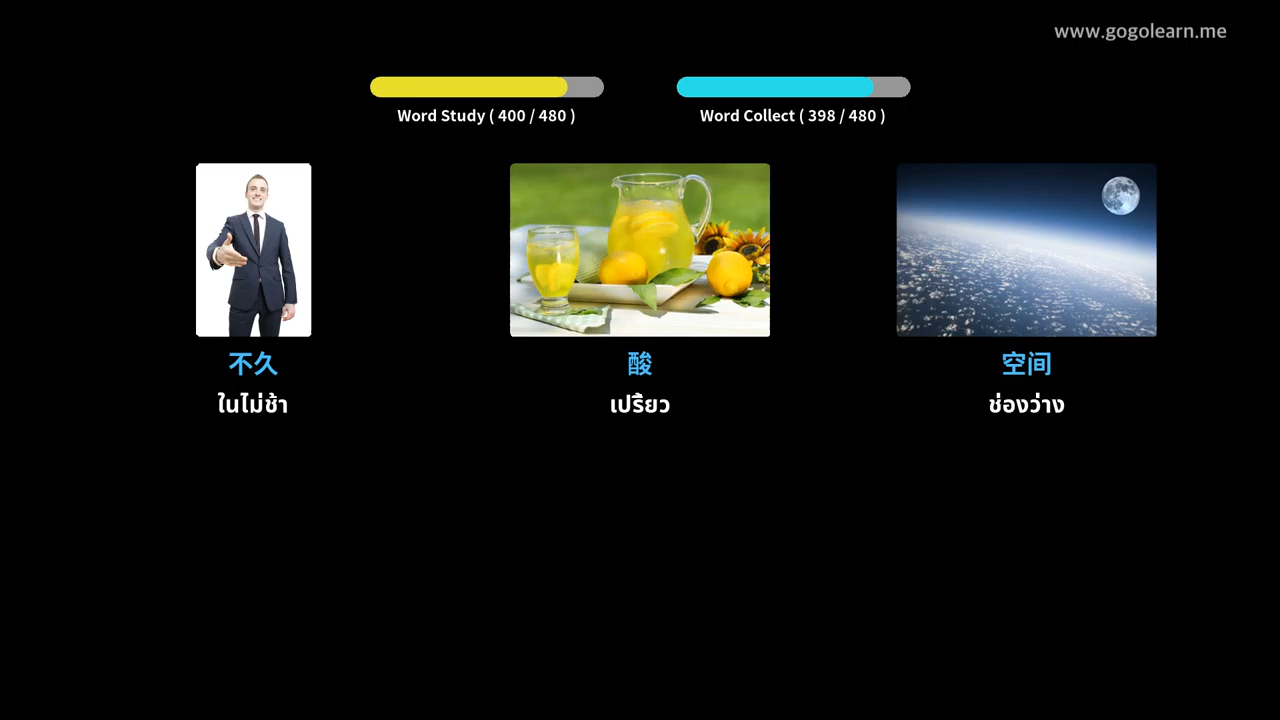 www.gogolearn.me
Word Study ( 400 / 480 )
Word Collect ( 398 / 480 )
不久
酸
空间
ในไม่ช้า
เปรี้ยว
ช่องว่าง